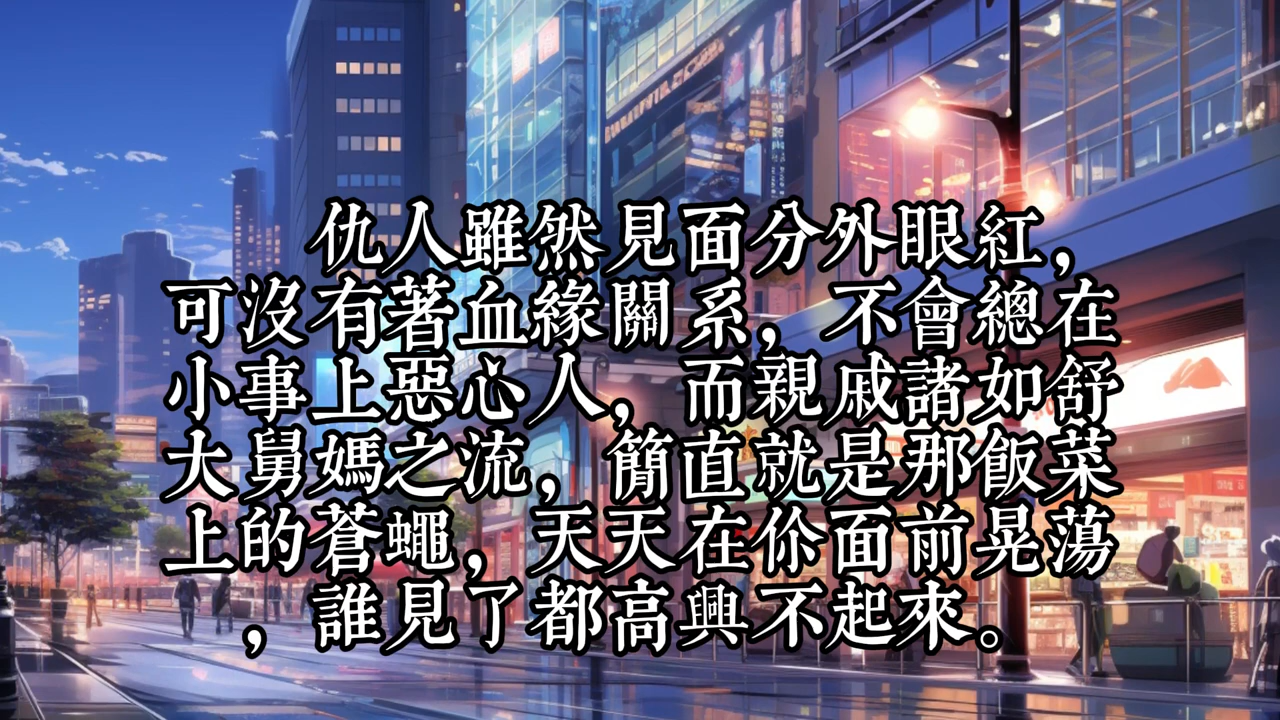 仇人雖然見面分外眼紅，
可沒有著血緣關系，不會總在
小事上惡心人，而親戚諸如舒
大舅媽之流，簡直就是那飯菜
上的蒼蠅，天天在你面前晃蕩
，誰見了都高興不起來。